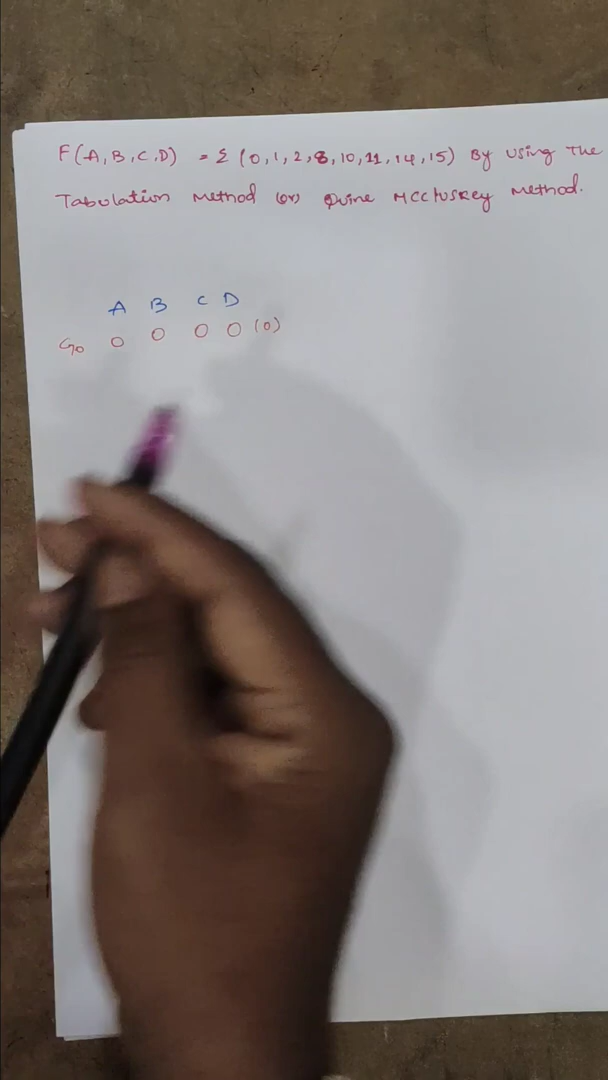 F(A,B,C,D) = Σ (0,1,2,8,10,11,14,15) By using The
Tabulation Method (or) Quine MCCluskey Method.
A B C D
G0 0 0 0 0 (0)